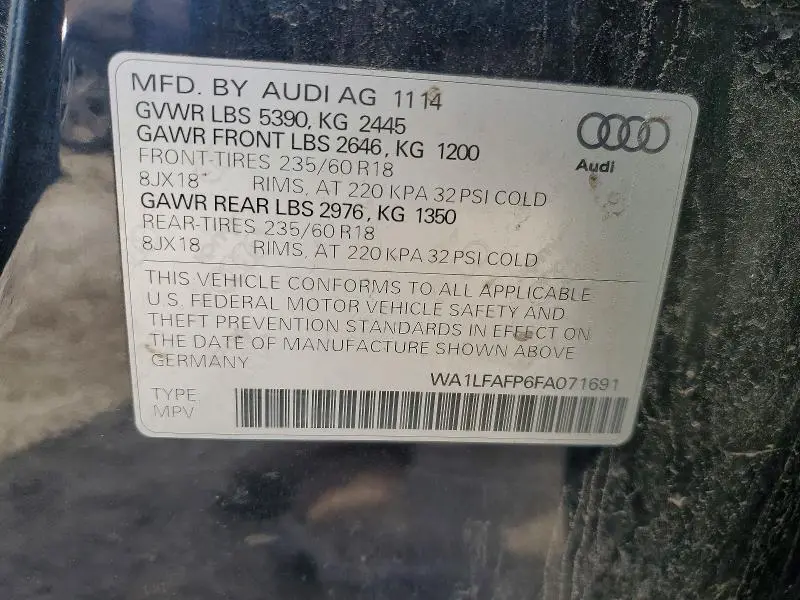 MFD. BY AUDI AG 11 14
GVWR LBS 5390, KG 2445
GAWR FRONT LBS 2646, KG 1200
FRONT-TIRES 235/60 R18
8JX18 RIMS, AT 220 KPA 32 PSI COLD
GAWR REAR LBS 2976, KG 1350
REAR-TIRES 235/60 R18
8JX18 RIMS, AT 220 KPA 32 PSI COLD
Audi
THIS VEHICLE CONFORMS TO ALL APPLICABLE
U.S. FEDERAL MOTOR VEHICLE SAFETY AND
THEFT PREVENTION STANDARDS IN EFFECT ON
THE DATE OF MANUFACTURE SHOWN ABOVE
GERMANY
WA1LFAFP6FA071691
TYPE
MPV